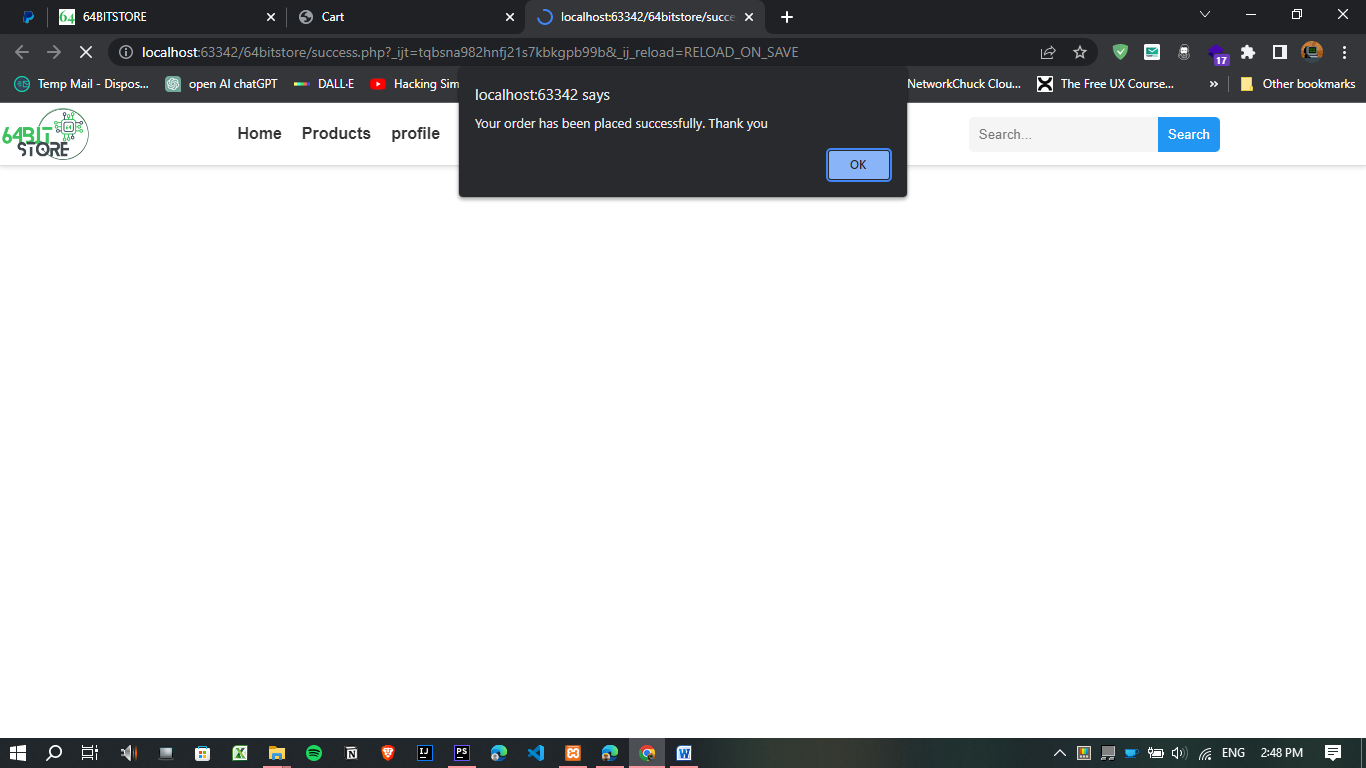 64BITSTORE
Cart
localhost:63342/64bitstore/succe
localhost:63342/64bitstore/success.php?_ijt=tqbsna982hnfj21s7kbkgpb99b&_ij_reload=RELOAD_ON_SAVE
17
Temp Mail - Dispos...
open AI chatGPT
DALL·E
Hacking Sim
NetworkChuck Clou...
The Free UX Course...
»
Other bookmarks
localhost:63342 says
Your order has been placed successfully. Thank you
OK
64BIT
STORE
Home
Products
profile
Search...
Search
ENG
2:48 PM